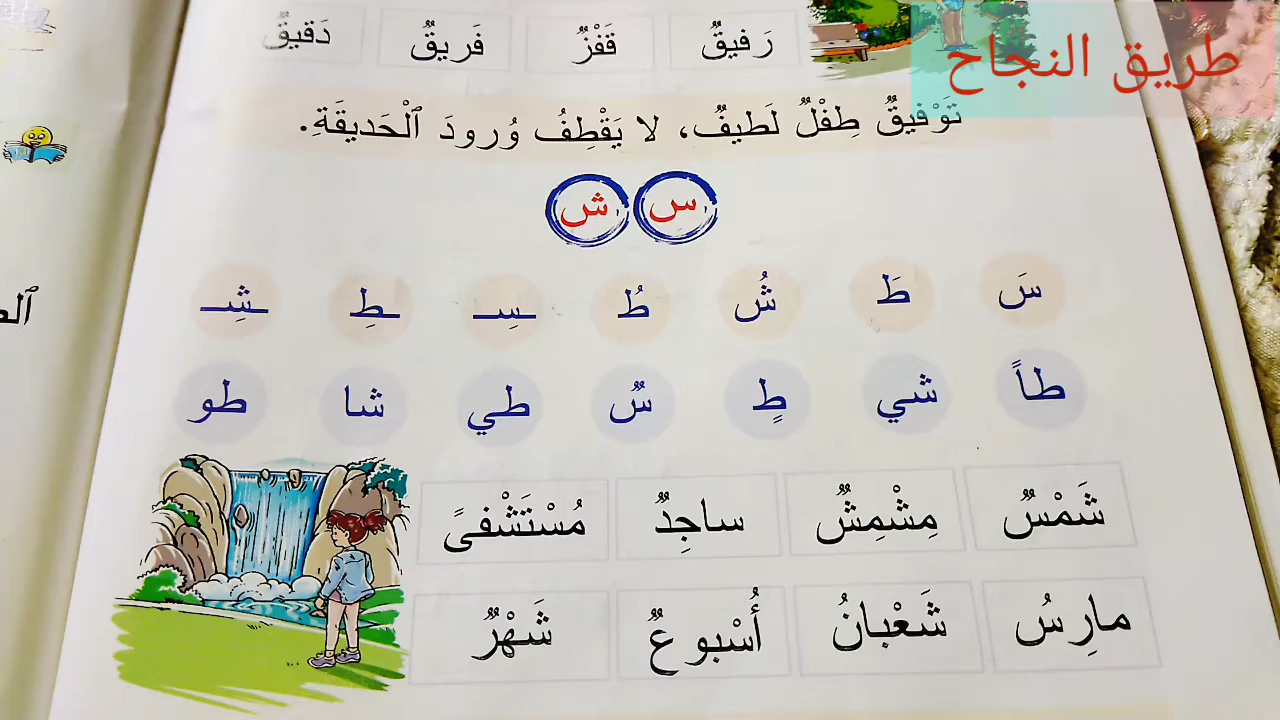 طريق النجاح
رَفيقٌ قَفْزٌ فَريقٌ دَقيقٌ
تَوْفيقٌ طِفْلٌ لَطيفٌ، لا يَقْطِفُ وُرودَ ٱلْحَديقَةِ.
س ش
سَ طَ شُ طُ ـسِـ ـطِ ـشِـ
طاً شي طٍ سٌ طي شا طو
شَمْسٌ مِشْمِشٌ ساجِدٌ مُسْتَشْفىً
مارِسُ شَعْبانُ أُسْبوعٌ شَهْرٌ